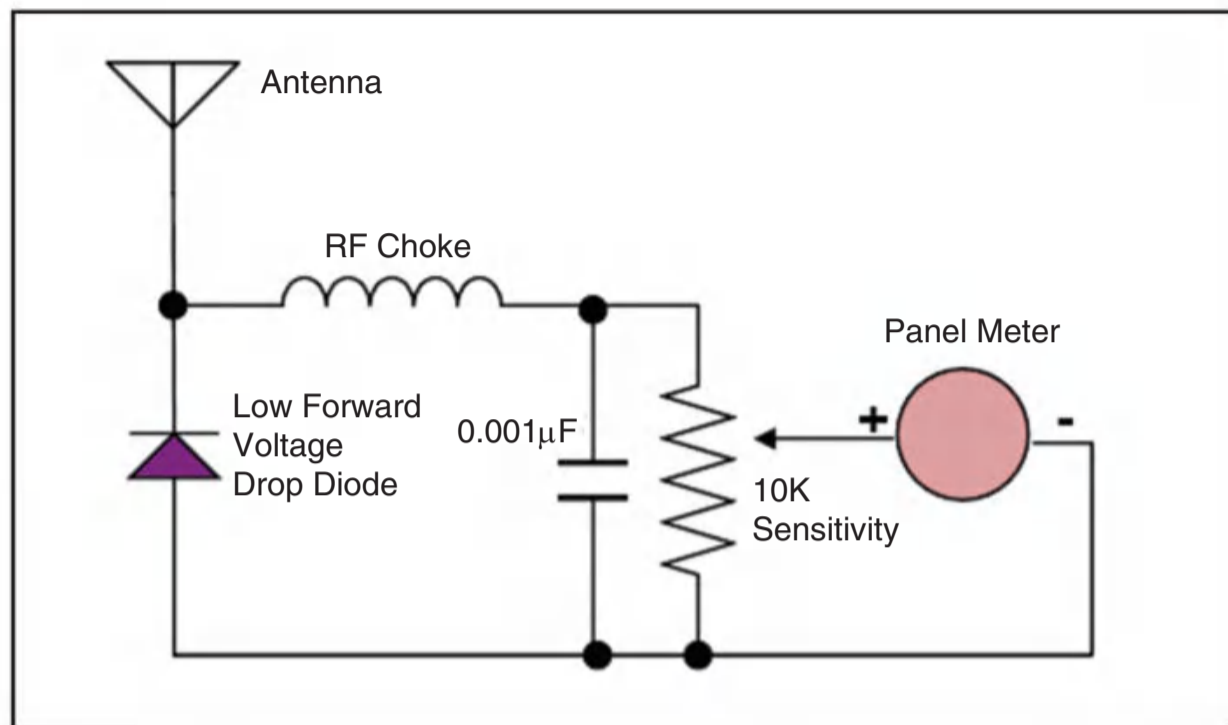 Antenna
RF Choke
Panel Meter
Low Forward
Voltage
Drop Diode
0.001µF
+
-
10K
Sensitivity